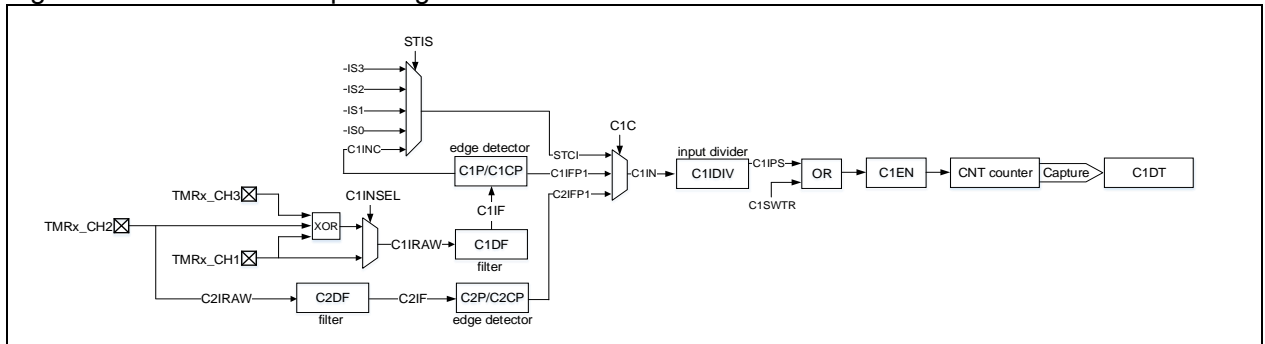 STIS
-IS3
-IS2
-IS1
-IS0
C1INC
edge detector
C1P/C1CP
STCI
C1IFP1
C2IFP1
C1C
C1IN
input divider
C1IDIV
C1IPS
C1SWTR
OR
C1EN
CNT counter
Capture
C1DT
TMRx_CH3
TMRx_CH2
TMRx_CH1
XOR
C1INSEL
C1IRAW
C1IF
C1DF
filter
C2IRAW
C2DF
filter
C2IF
C2P/C2CP
edge detector